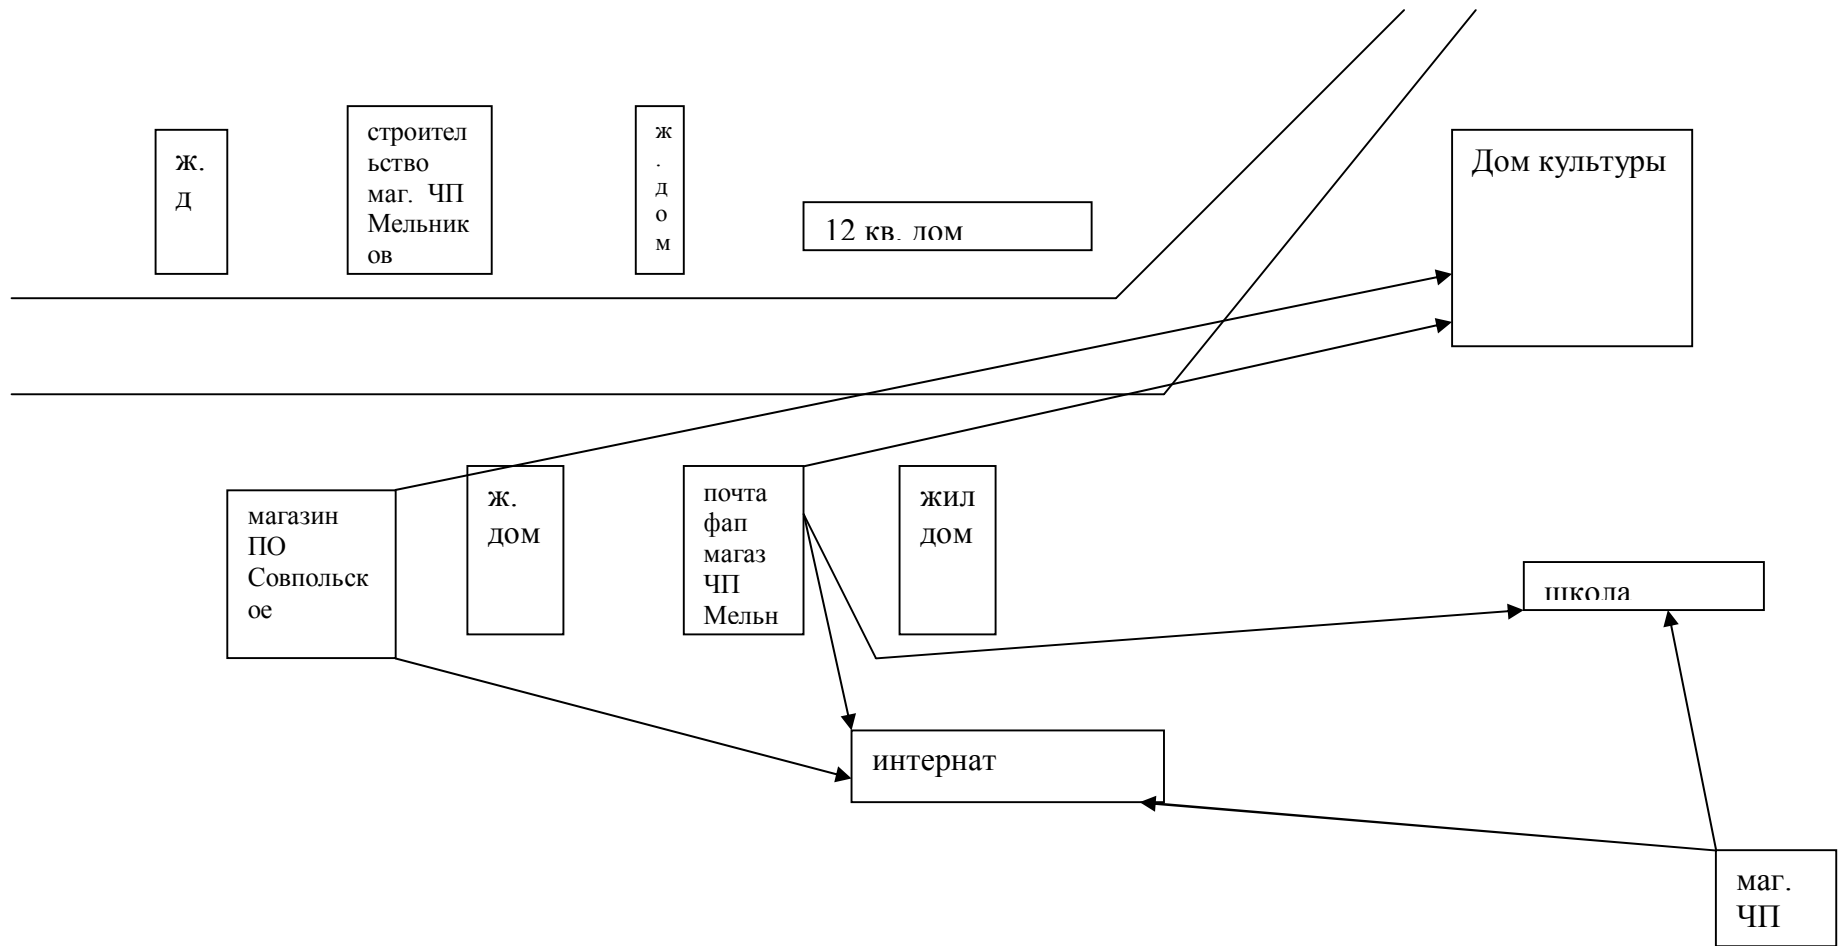 ж.
д
строител
ьство
маг. ЧП
Мельник
ов
ж
.
д
о
м
12 кв. дом
Дом культуры
магазин
ПО
Совпольск
ое
ж.
дом
почта
фап
магаз
ЧП
Мельн
жил
дом
школа
интернат
маг.
ЧП